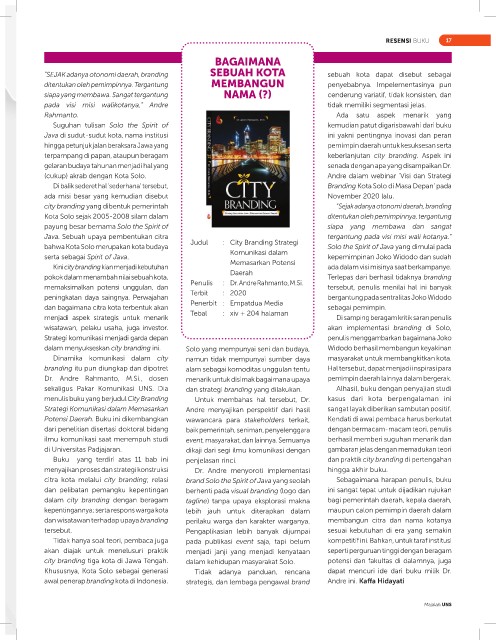 RESENSI BUKU 17
"SEJAK adanya otonomi daerah, branding
ditentukan oleh pemimpinnya. Tergantung
siapa yang membawa. Sangat tergantung
pada visi misi walikotanya," Andre
Rahmanto.
Suguhan tulisan Solo the Spirit of
Java di sudut-sudut kota, nama institusi
hingga petunjuk jalan beraksara Jawa yang
terpampang di papan, ataupun beragam
gelaran budaya tahunan menjadi hal yang
(cukup) akrab dengan Kota Solo.
Di balik sederet hal 'sederhana' tersebut,
ada misi besar yang kemudian disebut
city branding yang dibentuk pemerintah
Kota Solo sejak 2005-2008 silam dalam
payung besar bernama Solo the Spirit of
Java. Sebuah upaya pembentukan citra
bahwa Kota Solo merupakan kota budaya
serta sebagai Spirit of Java.
Kini city branding kian menjadi kebutuhan
pokok dalam menambah nilai sebuah kota,
memaksimalkan potensi unggulan, dan
peningkatan daya saingnya. Perwajahan
dan bagaimana citra kota terbentuk akan
menjadi aspek strategis untuk menarik
wisatawan, pelaku usaha, juga investor.
Strategi komunikasi menjadi garda depan
dalam menyukseskan city branding ini.
Dinamika komunikasi dalam city
branding itu pun diungkap dan dipotret
Dr. Andre Rahmanto, M.Si., dosen
sekaligus Pakar Komunikasi UNS. Dia
menulis buku yang berjudul City Branding
Strategi Komunikasi dalam Memasarkan
Potensi Daerah. Buku ini dikembangkan
dari penelitian disertasi doktoral bidang
ilmu komunikasi saat menempuh studi
di Universitas Padjajaran.
Buku yang terdiri atas 11 bab ini
menyajikan proses dan strategi konstruksi
citra kota melalui city branding; relasi
dan pelibatan pemangku kepentingan
dalam city branding dengan beragam
kepentingannya; serta respons warga kota
dan wisatawan terhadap upaya branding
tersebut.
Tidak hanya soal teori, pembaca juga
akan diajak untuk menelusuri praktik
city branding tiga kota di Jawa Tengah.
Khususnya, Kota Solo sebagai generasi
awal penerap branding kota di Indonesia.
BAGAIMANA
SEBUAH KOTA
MEMBANGUN
NAMA (?)
CITY
BRANDING
Judul : City Branding Strategi
Komunikasi dalam
Memasarkan Potensi
Daerah
Penulis : Dr. Andre Rahmanto, M.Si.
Terbit : 2020
Penerbit : Empatdua Media
Tebal : xiv + 204 halaman
Solo yang mempunyai seni dan budaya,
namun tidak mempunyai sumber daya
alam sebagai komoditas unggulan tentu
menarik untuk disimak bagaimana upaya
dan strategi branding yang dilakukan.
Untuk membahas hal tersebut, Dr.
Andre menyajikan perspektif dari hasil
wawancara para stakeholders terkait,
baik pemerintah, seniman, penyelenggara
event, masyarakat, dan lainnya. Semuanya
dikaji dari segi ilmu komunikasi dengan
penjelasan rinci.
Dr. Andre menyoroti implementasi
brand Solo the Spirit of Java yang seolah
berhenti pada visual branding (logo dan
tagline) tanpa upaya eksplorasi makna
lebih jauh untuk diterapkan dalam
perilaku warga dan karakter warganya.
Pengaplikasian lebih banyak dijumpai
pada publikasi event saja, tapi belum
menjadi janji yang menjadi kenyataan
dalam kehidupan masyarakat Solo.
Tidak adanya panduan, rencana
strategis, dan lembaga pengawal brand
sebuah kota dapat disebut sebagai
penyebabnya. Impelementasinya pun
cenderung variatif, tidak konsisten, dan
tidak memiliki segmentasi jelas.
Ada satu aspek menarik yang
kemudian patut digarisbawahi dari buku
ini yakni pentingnya inovasi dan peran
pemimpin daerah untuk kesuksesan serta
keberlanjutan city branding. Aspek ini
senada dengan apa yang disampaikan Dr.
Andre dalam webinar 'Visi dan Strategi
Branding Kota Solo di Masa Depan' pada
November 2020 lalu.
"Sejak adanya otonomi daerah, branding
ditentukan oleh pemimpinnya, tergantung
siapa yang membawa dan sangat
tergantung pada visi misi wali kotanya."
Solo the Spirit of Java yang dimulai pada
kepemimpinan Joko Widodo dan sudah
ada dalam visi misinya saat berkampanye.
Terlepas dari berhasil tidaknya branding
tersebut, penulis menilai hal ini banyak
bergantung pada sentralitas Joko Widodo
sebagai pemimpin.
Di samping beragam kritik saran penulis
akan implementasi branding di Solo,
penulis menggambarkan bagaimana Joko
Widodo berhasil membangun keyakinan
masyarakat untuk membangkitkan kota.
Hal tersebut, dapat menjadi inspirasi para
pemimpin daerah lainnya dalam bergerak.
Alhasil, buku dengan penyajian studi
kasus dari kota berpengalaman ini
sangat layak diberikan sambutan positif.
Kendati di awal pembaca harus berkutat
dengan bermacam-macam teori, penulis
berhasil memberi suguhan menarik dan
gambaran jelas dengan memadukan teori
dan praktik city branding di pertengahan
hingga akhir buku.
Sebagaimana harapan penulis, buku
ini sangat tepat untuk dijadikan rujukan
bagi pemerintah daerah, kepala daerah,
maupun calon pemimpin daerah dalam
membangun citra dan nama kotanya
sesuai kebutuhan di era yang semakin
kompetitif ini. Bahkan, untuk taraf institusi
seperti perguruan tinggi dengan beragam
potensi dan fakultas di dalamnya, juga
dapat mencuri ide dari buku milik Dr.
Andre ini. Kaffa Hidayati
Majalah UNS